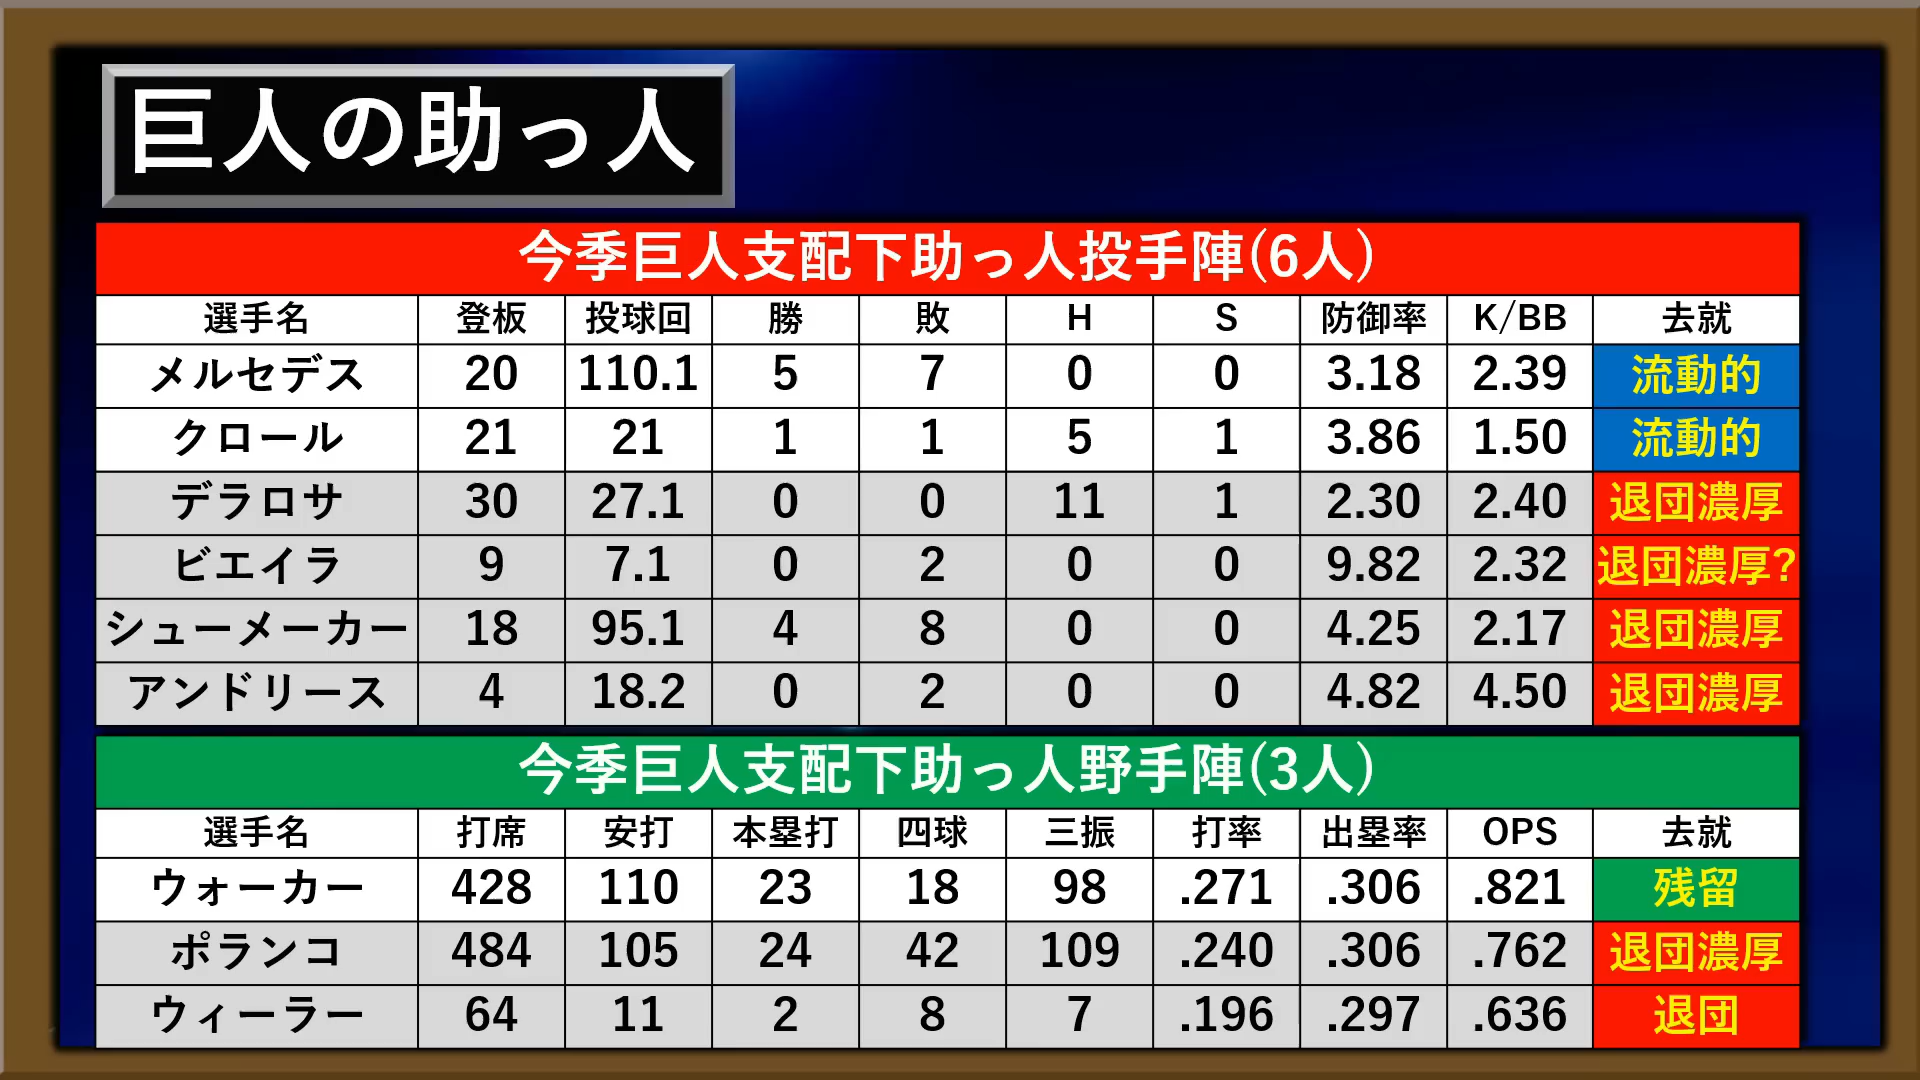 巨人の助っ人
今季巨人支配下助っ人投手陣(6人)
選手名 登板 投球回 勝 敗 H S 防御率 K/BB 去就
メルセデス 20 110.1 5 7 0 0 3.18 2.39 流動的
クロール 21 21 1 1 5 1 3.86 1.50 流動的
デラロサ 30 27.1 0 0 11 1 2.30 2.40 退団濃厚
ビエイラ 9 7.1 0 2 0 0 9.82 2.32 退団濃厚?
シューメーカー 18 95.1 4 8 0 0 4.25 2.17 退団濃厚
アンドリース 4 18.2 0 2 0 0 4.82 4.50 退団濃厚
今季巨人支配下助っ人野手陣(3人)
選手名 打席 安打 本塁打 四球 三振 打率 出塁率 OPS 去就
ウォーカー 428 110 23 18 98 .271 .306 .821 残留
ポランコ 484 105 24 42 109 .240 .306 .762 退団濃厚
ウィーラー 64 11 2 8 7 .196 .297 .636 退団